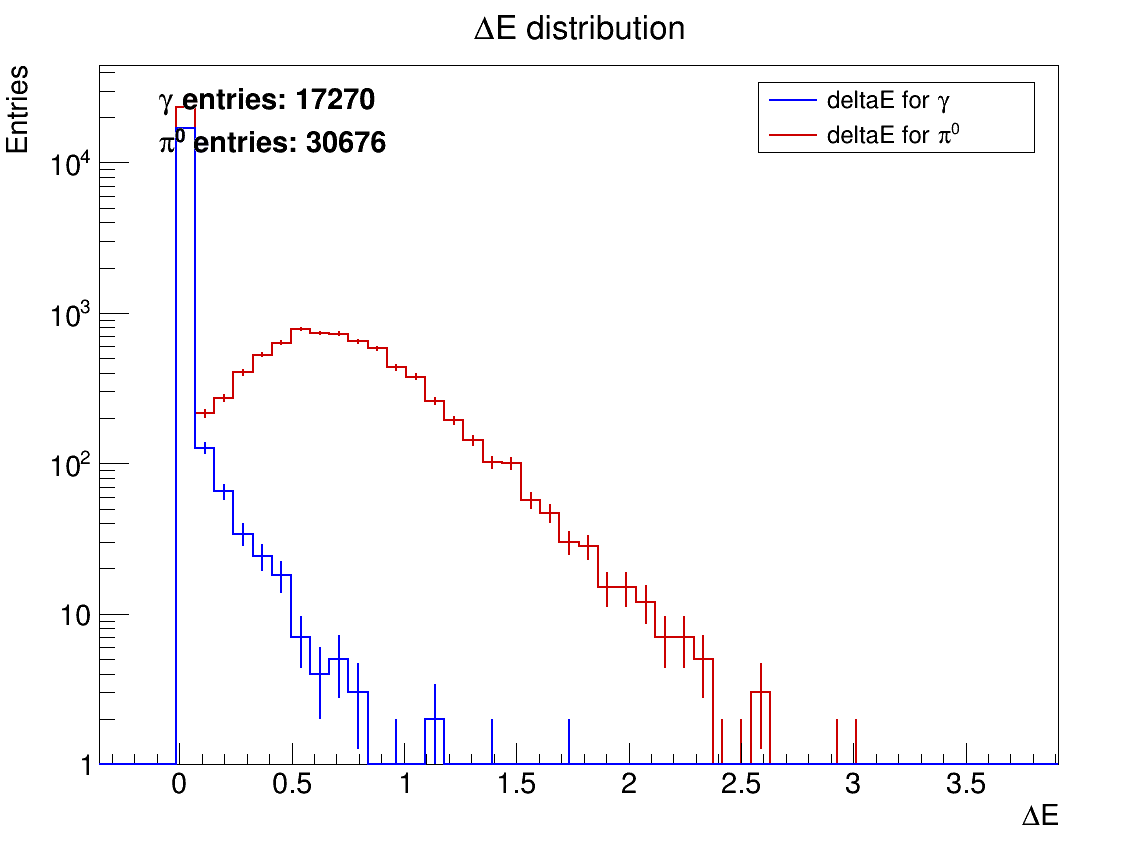 ΔE distribution
Entries
γ entries: 17270
π⁰ entries: 30676
deltaE for γ
deltaE for π⁰
10⁴
10³
10²
10
1
0 0.5 1 1.5 2 2.5 3 3.5
ΔE